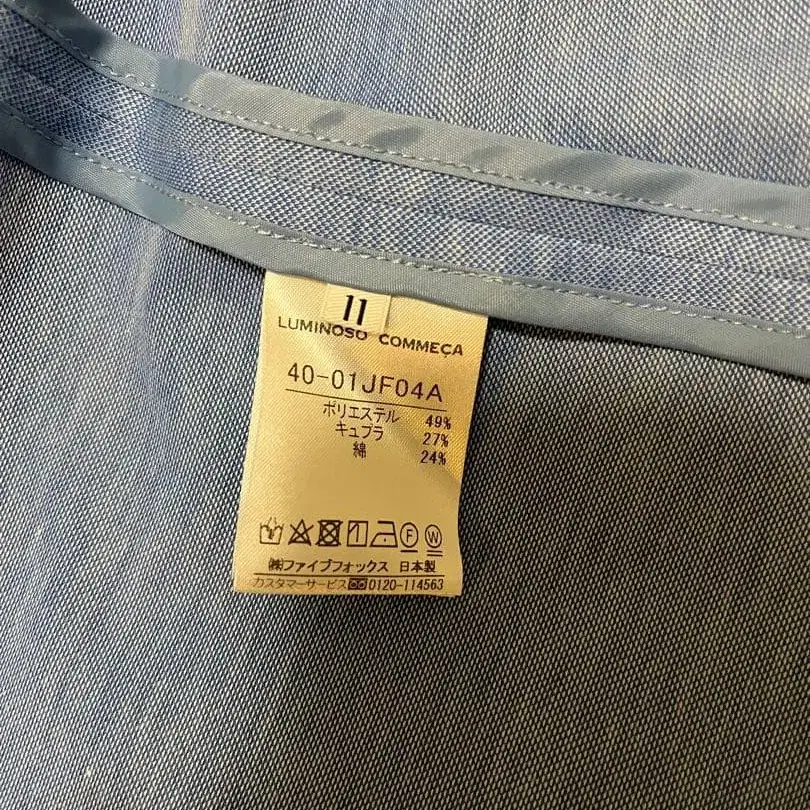 11
LUMINOSO COMMEÇA
40-01JF04A
ポリエステル 49%
キュプラ 27%
綿 24%
F W
㈱ファイブフォックス 日本製
カスタマーサービス 0120-114563